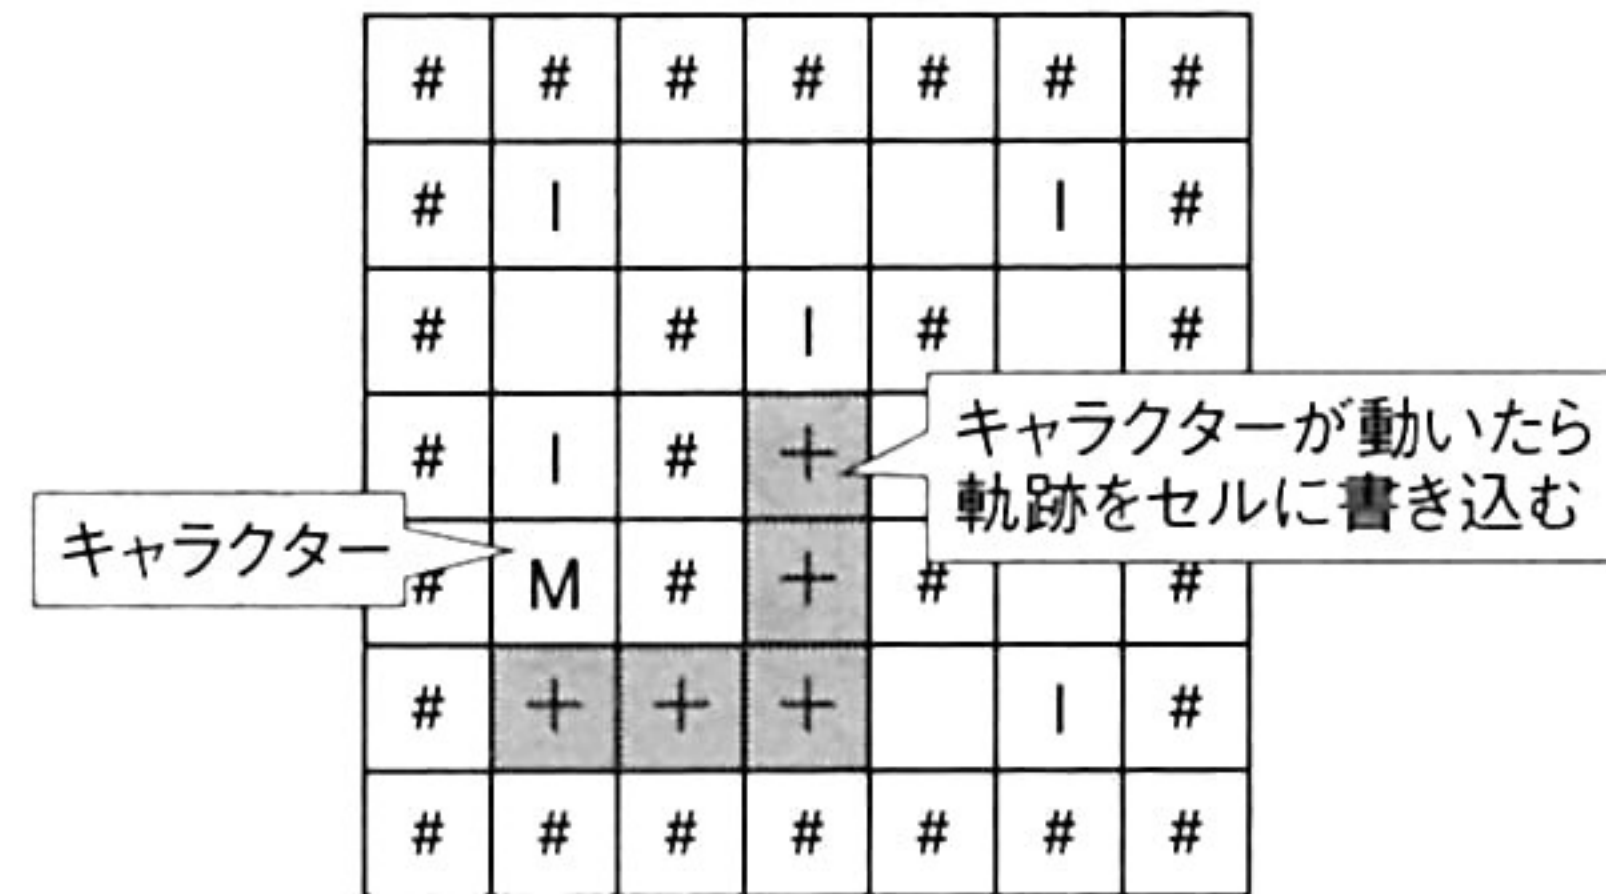 # # # # # # #
# I I #
# # I #  #
# I # +
キャラクターが動いたら
軌跡をセルに書き込む
キャラクター
# M # + # #
# + + + I #
# # # # # # #